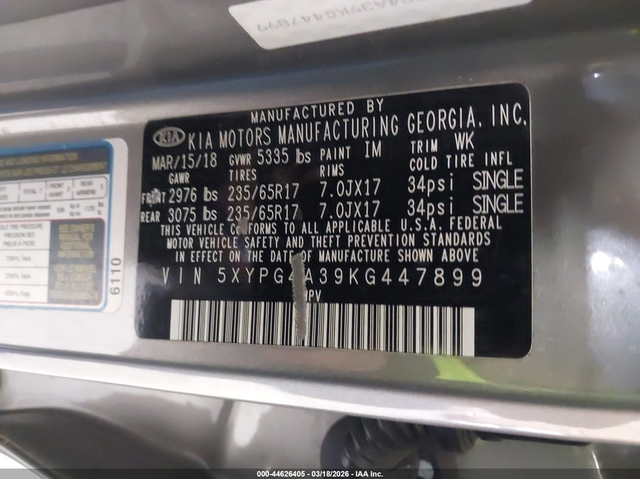 MANUFACTURED BY
KIA KIA MOTORS MANUFACTURING GEORGIA, INC.
MAR/15/18 GVWR 5335 lbs PAINT IM TRIM WK
GAWR TIRES RIMS COLD TIRE INFL
FRONT 2976 lbs 235/65R17 7.0JX17 34psi SINGLE
REAR 3075 lbs 235/65R17 7.0JX17 34psi SINGLE
THIS VEHICLE CONFORMS TO ALL APPLICABLE U.S.A. FEDERAL
MOTOR VEHICLE SAFETY AND THEFT PREVENTION STANDARDS
IN EFFECT ON THE DATE OF MANUFACTURE SHOWN ABOVE
VIN 5XYPG4A39KG447899
MPV
6110
000-44626405 - 03/18/2026 - IAA Inc.